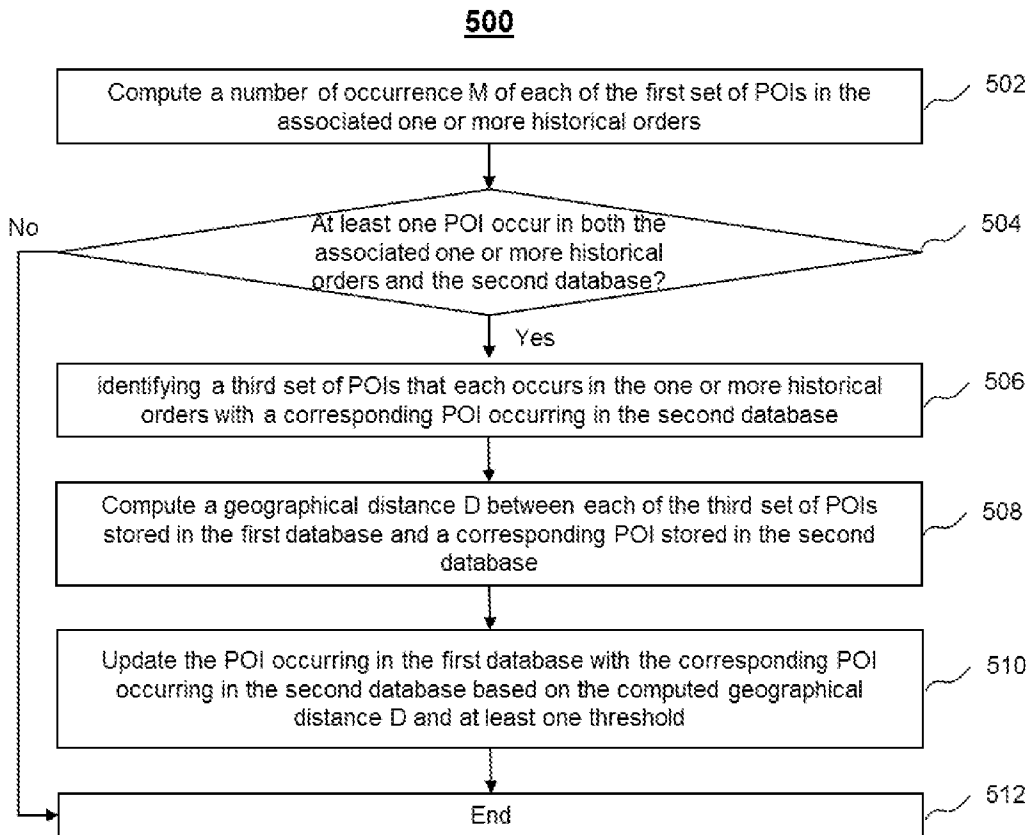 500
Compute a number of occurrence M of each of the first set of POIs in the
associated one or more historical orders
502
No
At least one POI occur in both the
associated one or more historical
orders and the second database?
504
Yes
identifying a third set of POIs that each occurs in the one or more historical
orders with a corresponding POI occurring in the second database
506
Compute a geographical distance D between each of the third set of POIs
stored in the first database and a corresponding POI stored in the second
database
508
Update the POI occurring in the first database with the corresponding POI
occurring in the second database based on the computed geographical
distance D and at least one threshold
510
End
512